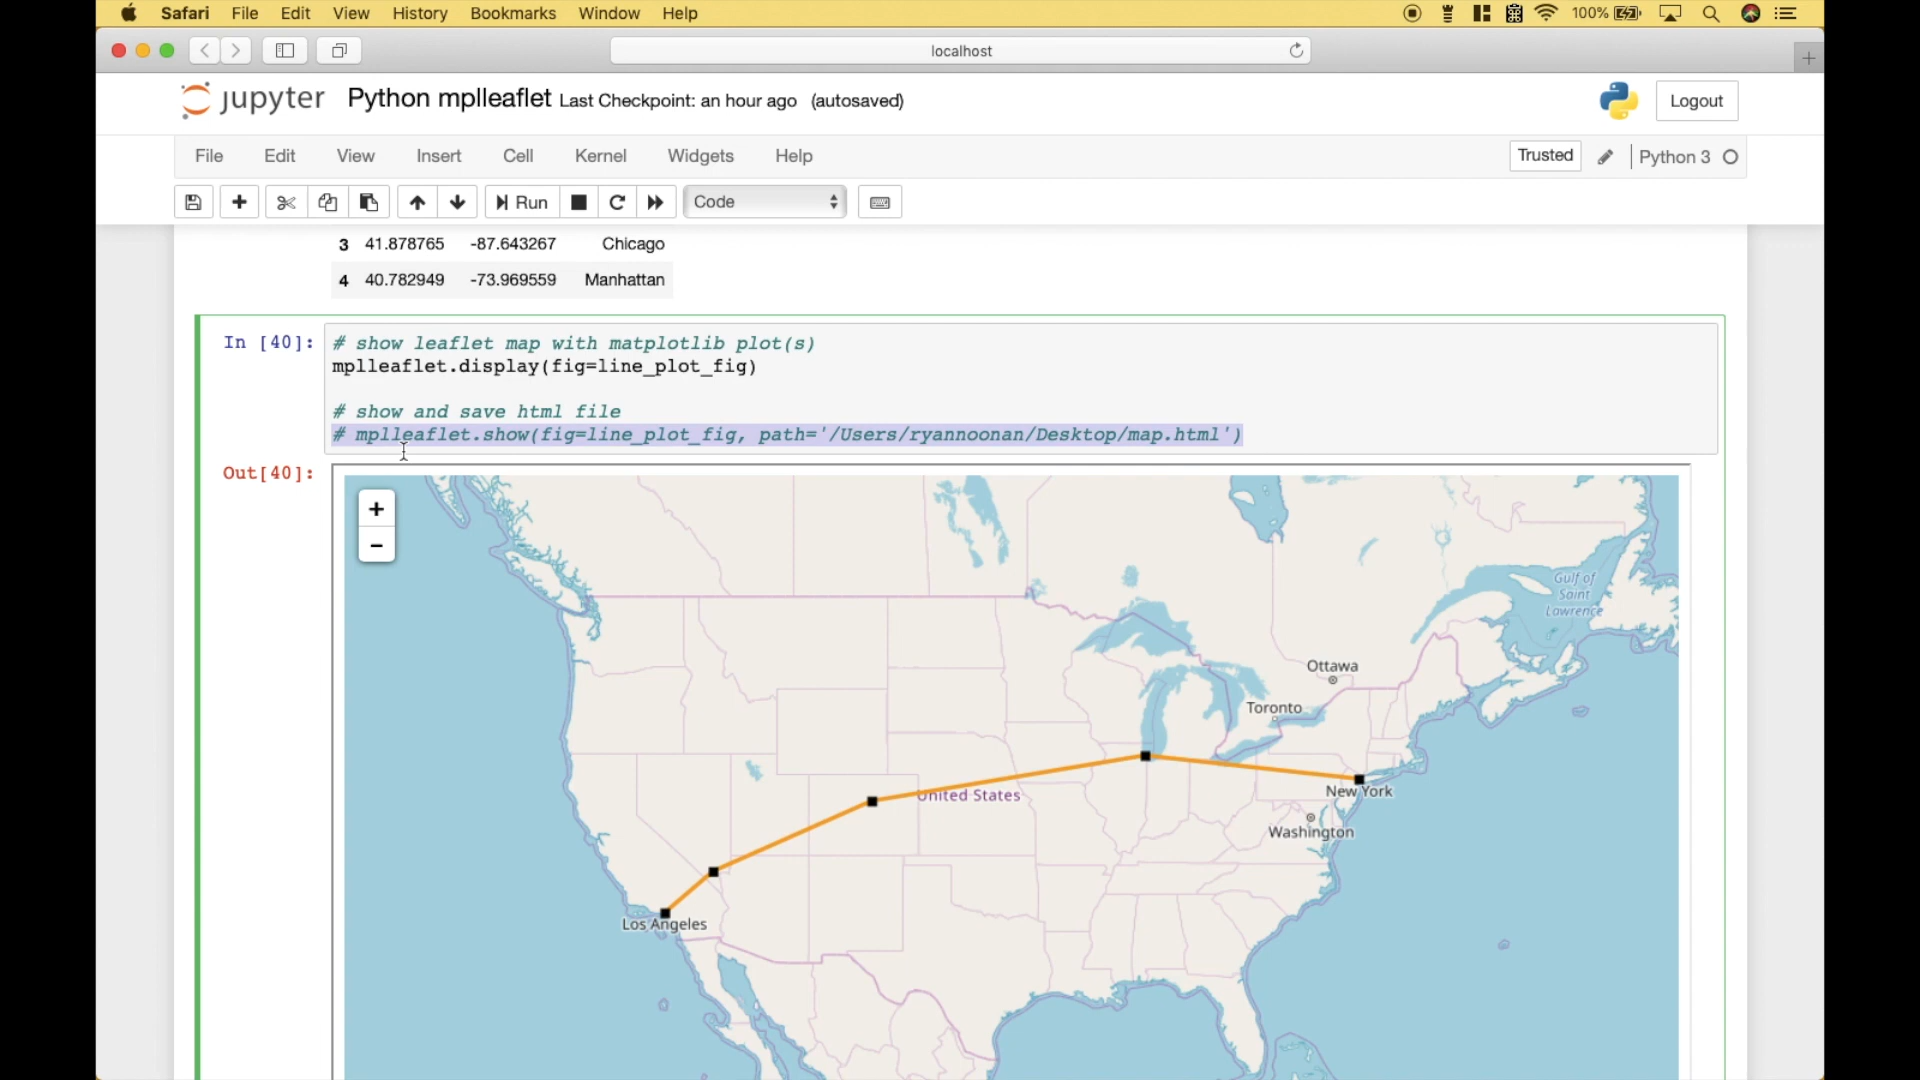 Safari File Edit View History Bookmarks Window Help 100%
localhost
jupyter Python mplleaflet Last Checkpoint: an hour ago (autosaved) Logout
File Edit View Insert Cell Kernel Widgets Help Trusted Python 3
Run Code
3 41.878765 -87.643267 Chicago
4 40.782949 -73.969559 Manhattan
In [40]: # show leaflet map with matplotlib plot(s)
mplleaflet.display(fig=line_plot_fig)
# show and save html file
# mplleaflet.show(fig=line_plot_fig, path='/Users/ryannoonan/Desktop/map.html')
Out[40]:
+
−
Gulf of
Saint
Lawrence
Ottawa
Toronto
United States
New York
Washington
Los Angeles